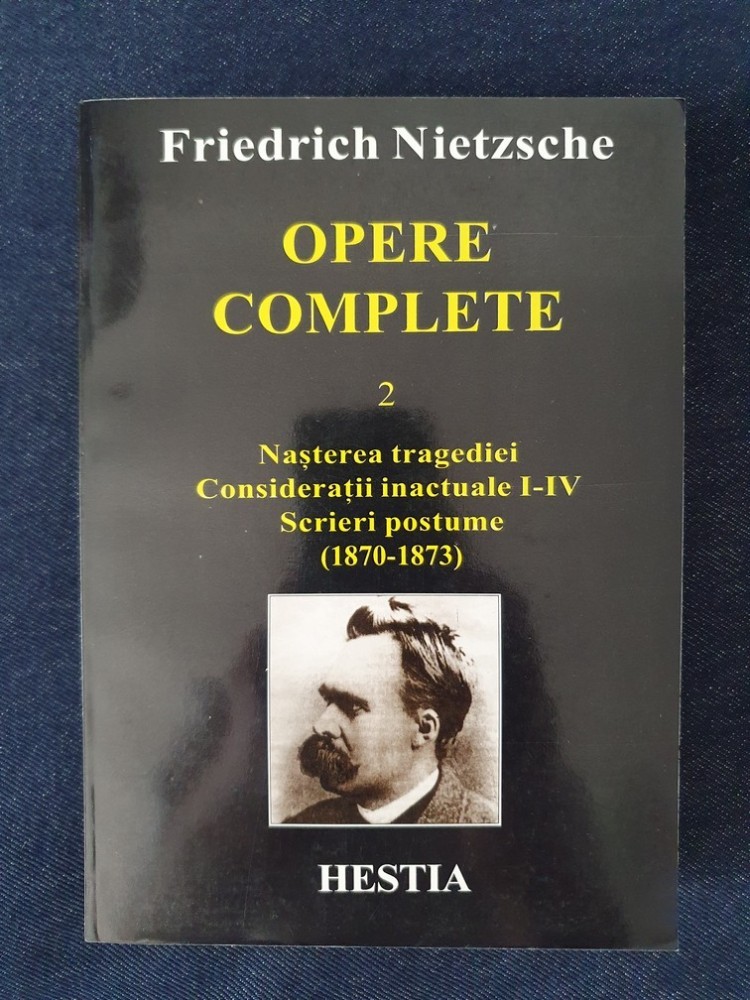 Friedrich Nietzsche
OPERE
COMPLETE
2
Nașterea tragediei
Considerații inactuale I-IV
Scrieri postume
(1870-1873)
HESTIA